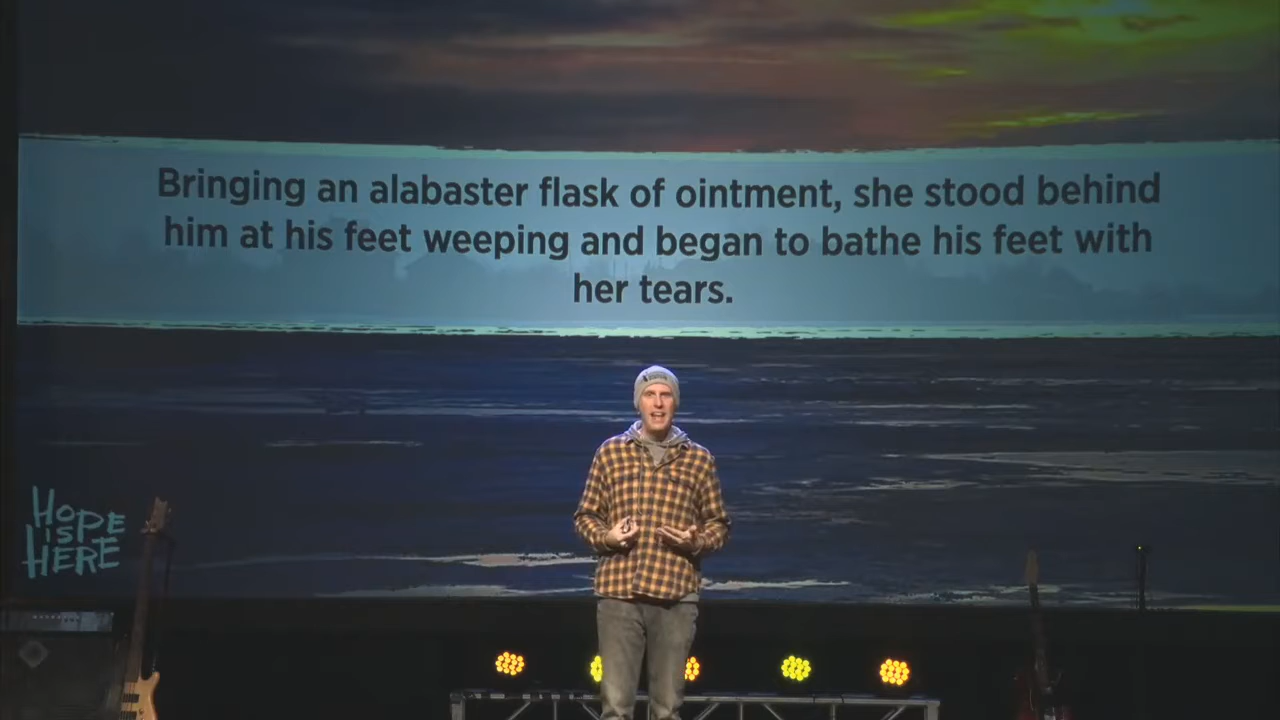 Bringing an alabaster flask of ointment, she stood behind
him at his feet weeping and began to bathe his feet with
her tears.
HOPE
IS
HERE